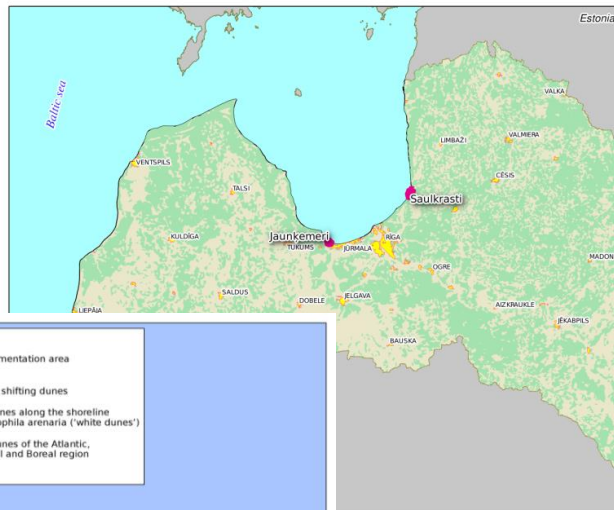 Estonia
Baltic sea
VALKA
VALMIERA
LIMBAŽI
VENTSPILS
CĒSIS
TALSI
Saulkrasti
KULDĪGA
Jaunķemeri
RĪGA
TUKUMS
JŪRMALA
MADON
OGRE
SALDUS
DOBELE
JELGAVA
AIZKRAUKLE
LIEPĀJA
JĒKABPILS
BAUSKA
mentation area
shifting dunes
nes along the shoreline
ophila arenaria ('white dunes')
nes of the Atlantic,
l and Boreal region